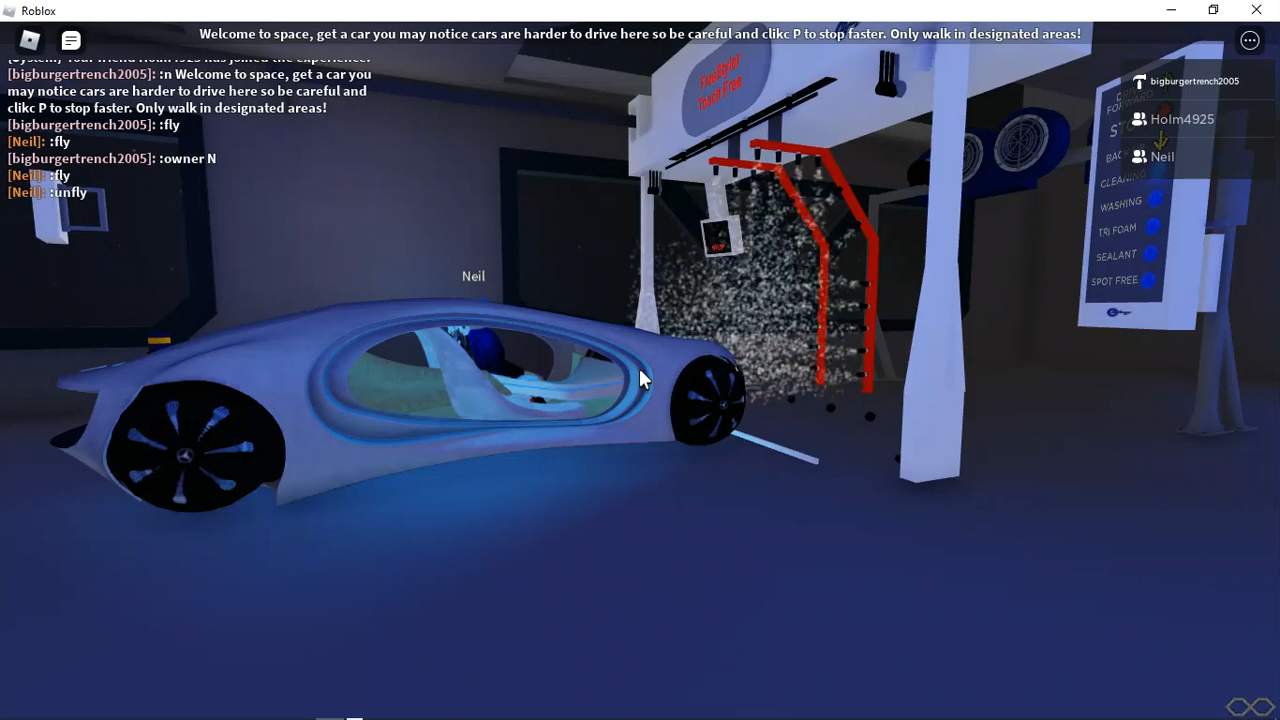 Roblox
Welcome to space, get a car you may notice cars are harder to drive here so be careful and clikc P to stop faster. Only walk in designated areas!
[bigburgertrench2005]: :n Welcome to space, get a car you
may notice cars are harder to drive here so be careful and
clikc P to stop faster. Only walk in designated areas!
[bigburgertrench2005]: :fly
[Neil]: :fly
[bigburgertrench2005]: :owner N
[Neil]: :fly
[Neil]: :unfly
Neil
Touch Free
STOP
bigburgertrench2005
Holm4925
Neil
FORWARD
CLEANING
WASHING
TRI FOAM
SEALANT
SPOT FREE